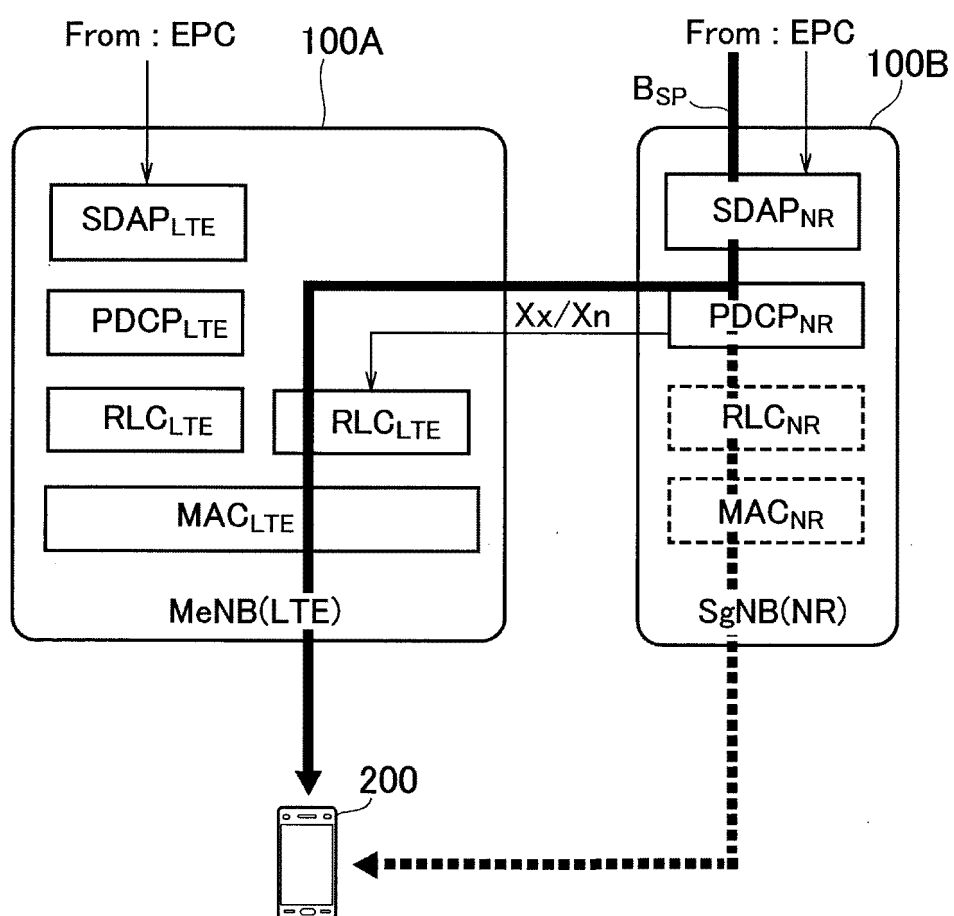 From : EPC
100A
From : EPC
100B
BSP
SDAPLTE
SDAPNR
PDCPLTE
Xx/Xn
PDCPNR
RLCLTE
RLCLTE
RLCNR
MACLTE
MACNR
MeNB(LTE)
SgNB(NR)
200